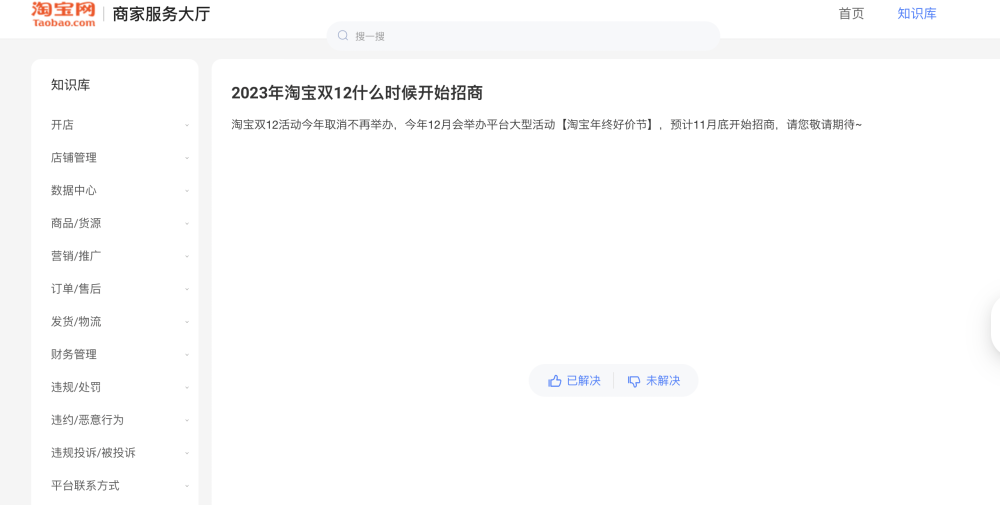 淘宝网
Taobao.com
商家服务大厅
首页
知识库
搜一搜
知识库
开店
店铺管理
数据中心
商品/货源
营销/推广
订单/售后
发货/物流
财务管理
违规/处罚
违约/恶意行为
违规投诉/被投诉
平台联系方式
2023年淘宝双12什么时候开始招商
淘宝双12活动今年取消不再举办，今年12月会举办平台大型活动【淘宝年终好价节】，预计11月底开始招商，请您敬请期待~
已解决
未解决